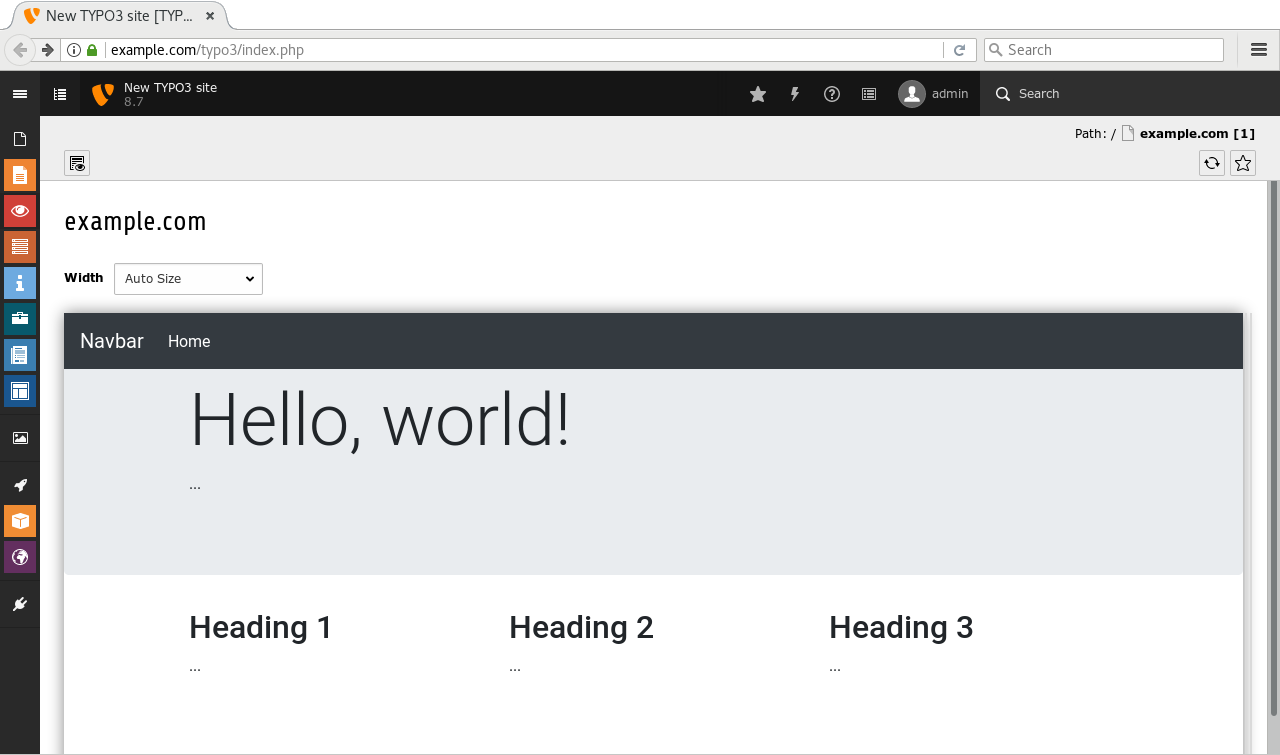 New TYPO3 site [TYP...
example.com/typo3/index.php
Search
New TYPO3 site
8.7
admin
Search
Path: / example.com [1]
example.com
Width
Auto Size
Navbar Home
Hello, world!
...
Heading 1 Heading 2 Heading 3
... ... ...